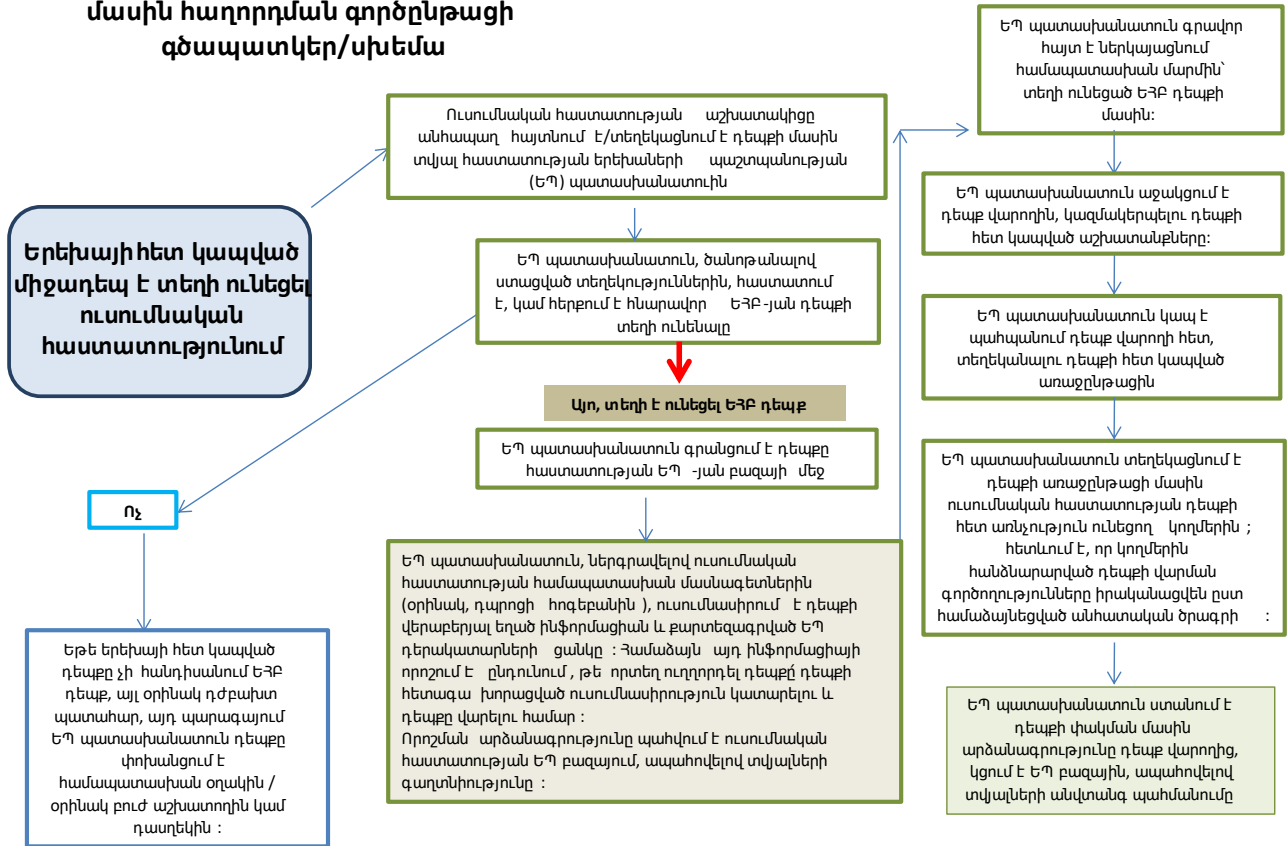 մասին հաղորդման գործընթացի
գծապատկեր/սխեմա
Երեխայի հետ կապված
միջադեպ է տեղի ունեցել
ուսումնական
հաստատությունում
Ուսումնական հաստատության աշխատակիցը
անհապաղ հայտնում է/տեղեկացնում է դեպքի մասին
տվյալ հաստատության երեխաների պաշտպանության
(ԵՊ) պատասխանատուին
ԵՊ պատասխանատուն, ծանոթանալով
ստացված տեղեկություններին, հաստատում
է, կամ հերքում է հնարավոր ԵՀԲ-յան դեպքի
տեղի ունենալը
Այո, տեղի է ունեցել ԵՀԲ դեպք
ԵՊ պատասխանատուն գրանցում է դեպքը
հաստատության ԵՊ -յան բազայի մեջ
ԵՊ պատասխանատուն, ներգրավելով ուսումնական
հաստատության համապատասխան մասնագետներին
(օրինակ, դպրոցի հոգեբանին ), ուսումնասիրում է դեպքի
վերաբերյալ եղած ինֆորմացիան և քարտեզագրված ԵՊ
դերակատարների ցանկը : Համաձայն այդ ինֆորմացիայի
որոշում է ընդունում , թե որտեղ ուղղորդել դեպքը՛ դեպքի
հետագա խորացված ուսումնասիրություն կատարելու և
դեպքը վարելու համար :
Որոշման արձանագրությունը պահվում է ուսումնական
հաստատության ԵՊ բազայում, ապահովելով տվյալների
գաղտնիությունը :
Ոչ
Եթե երեխայի հետ կապված
դեպքը չի հանդիսանում ԵՀԲ
դեպք, այլ օրինակ դժբախտ
պատահար, այդ պարագայում
ԵՊ պատասխանատուն դեպքը
փոխանցում է
համապատասխան օղակին /
օրինակ բուժ աշխատողին կամ
դասղեկին :
ԵՊ պատասխանատուն գրավոր
հայտ է ներկայացնում
համապատասխան մարմին՝
տեղի ունեցած ԵՀԲ դեպքի
մասին:
ԵՊ պատասխանատուն աջակցում է
դեպք վարողին, կազմակերպելու դեպքի
հետ կապված աշխատանքները:
ԵՊ պատասխանատուն կապ է
պահպանում դեպք վարողի հետ,
տեղեկանալու դեպքի հետ կապված
առաջընթացին
ԵՊ պատասխանատուն տեղեկացնում է
դեպքի առաջընթացի մասին
ուսումնական հաստատության դեպքի
հետ առնչություն ունեցող կողմերին ;
հետևում է, որ կողմերին
հանձնարարված դեպքի վարման
գործողությունները իրականացվեն ըստ
համաձայնեցված անհատական ծրագրի :
ԵՊ պատասխանատուն ստանում է
դեպքի փակման մասին
արձանագրությունը դեպք վարողից,
կցում է ԵՊ բազային, ապահովելով
տվյալների անվտանգ պահմանումը